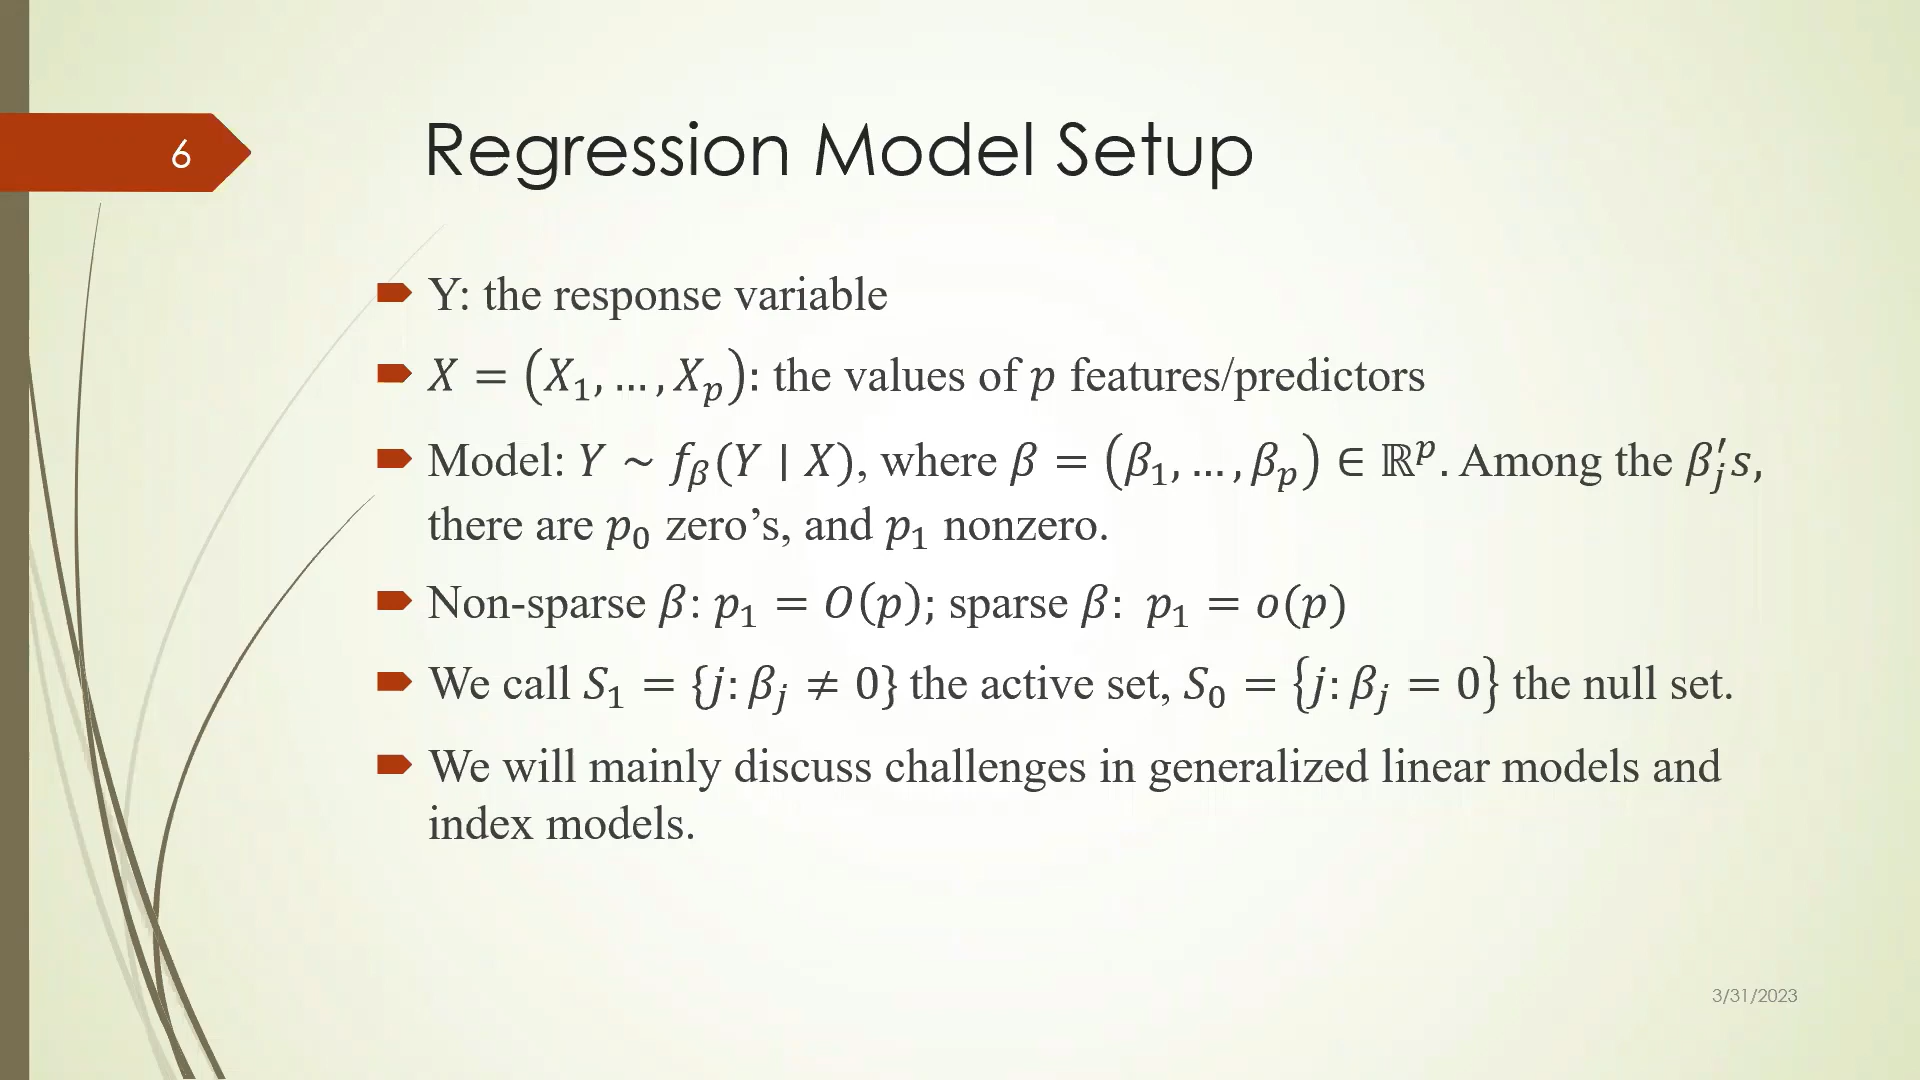 6
Regression Model Setup
Y: the response variable
X = (X₁, … , Xₚ): the values of p features/predictors
Model: Y ~ f_β(Y ∣ X), where β = (β₁, … , βₚ) ∈ ℝᵖ. Among the β′ⱼs,
there are p₀ zero’s, and p₁ nonzero.
Non-sparse β: p₁ = O(p); sparse β: p₁ = o(p)
We call S₁ = {j: βⱼ ≠ 0} the active set, S₀ = {j: βⱼ = 0} the null set.
We will mainly discuss challenges in generalized linear models and
index models.
3/31/2023